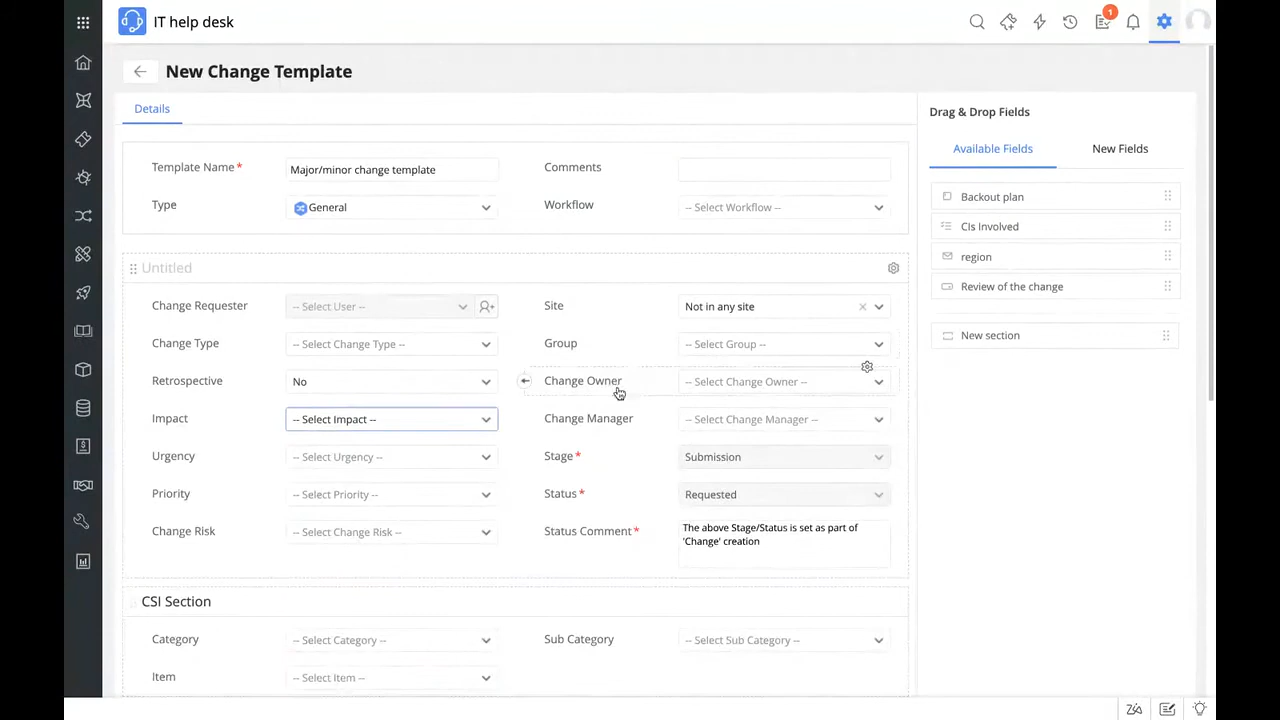 IT help desk
1
New Change Template
Details
Template Name* Major/minor change template Comments
Type General Workflow -- Select Workflow --
Untitled
Change Requester -- Select User -- Site Not in any site
Change Type -- Select Change Type -- Group -- Select Group --
Retrospective No Change Owner -- Select Change Owner --
Impact -- Select Impact -- Change Manager -- Select Change Manager --
Urgency -- Select Urgency -- Stage* Submission
Priority -- Select Priority -- Status* Requested
Change Risk -- Select Change Risk -- Status Comment* The above Stage/Status is set as part of
'Change' creation
CSI Section
Category -- Select Category -- Sub Category -- Select Sub Category --
Item -- Select Item --
Drag & Drop Fields
Available Fields New Fields
Backout plan
CIs Involved
region
Review of the change
New section